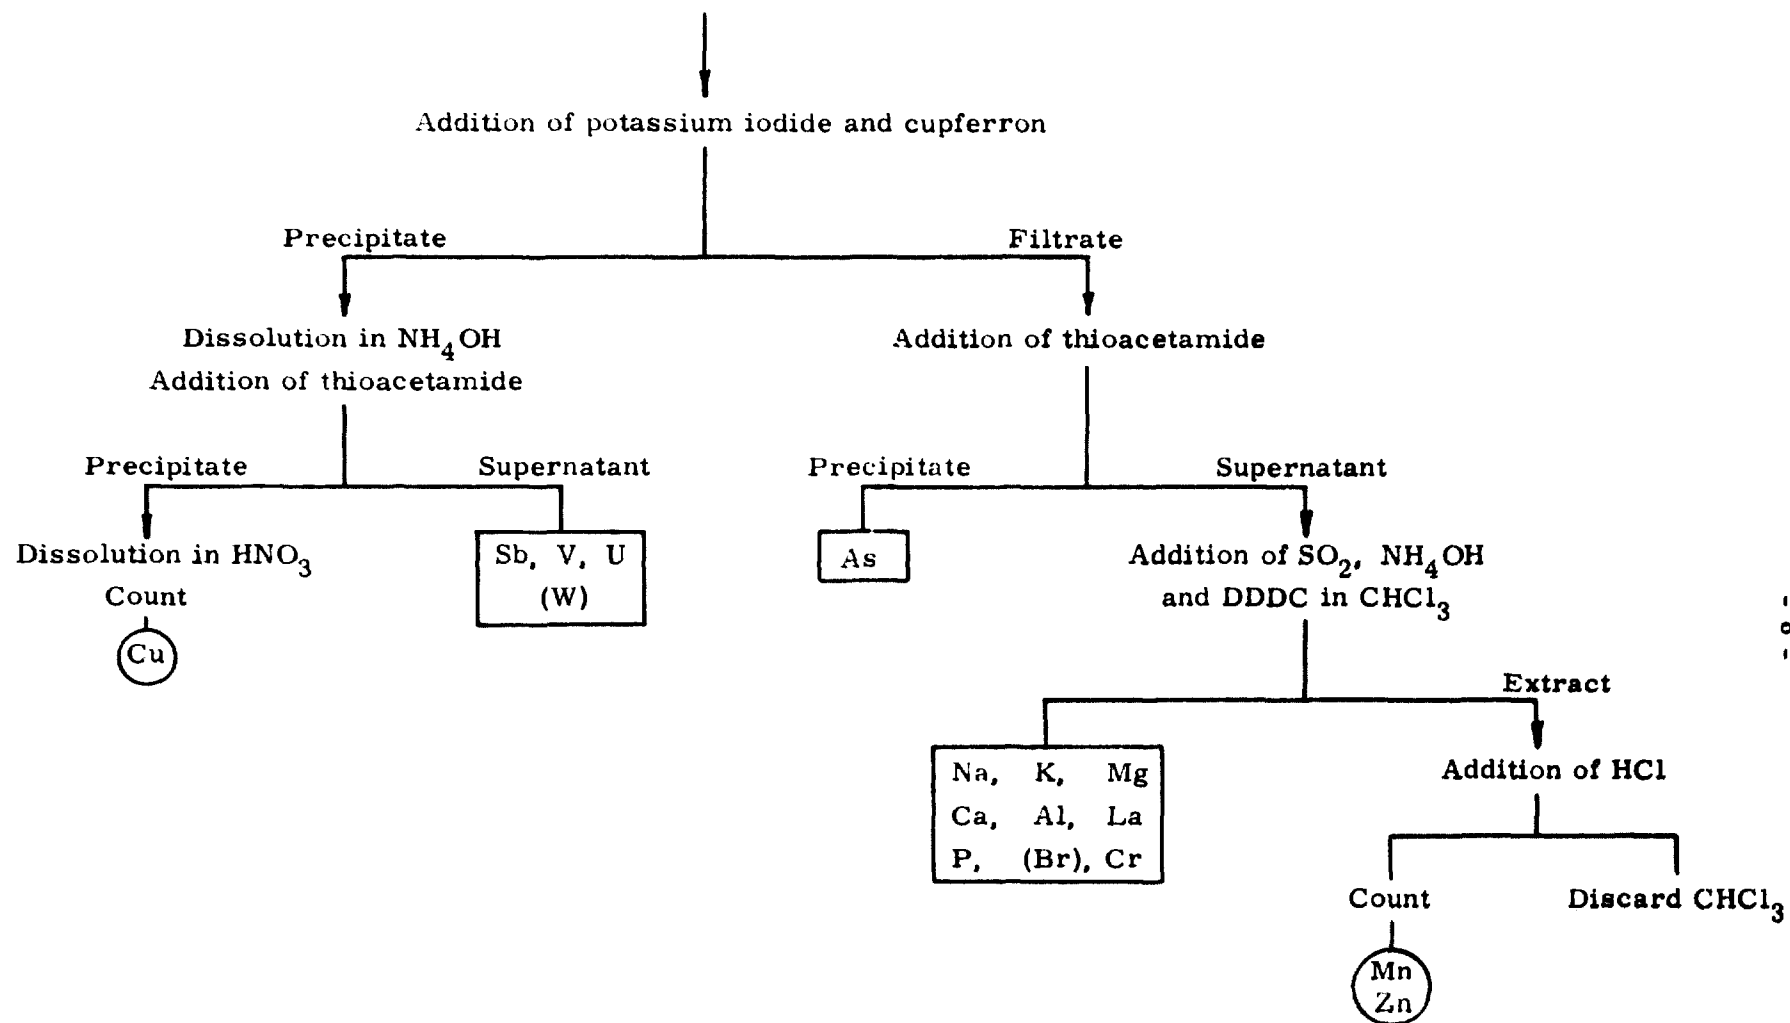 Addition of potassium iodide and cupferron
Precipitate
Filtrate
Dissolution in NH4OH
Addition of thioacetamide
Addition of thioacetamide
Precipitate
Supernatant
Precipitate
Supernatant
Dissolution in HNO3
Count
Cu
Sb, V, U
(W)
As
Addition of SO2, NH4OH
and DDDC in CHCl3
Extract
Na, K, Mg
Ca, Al, La
P, (Br), Cr
Addition of HCl
Count
Discard CHCl3
Mn
Zn